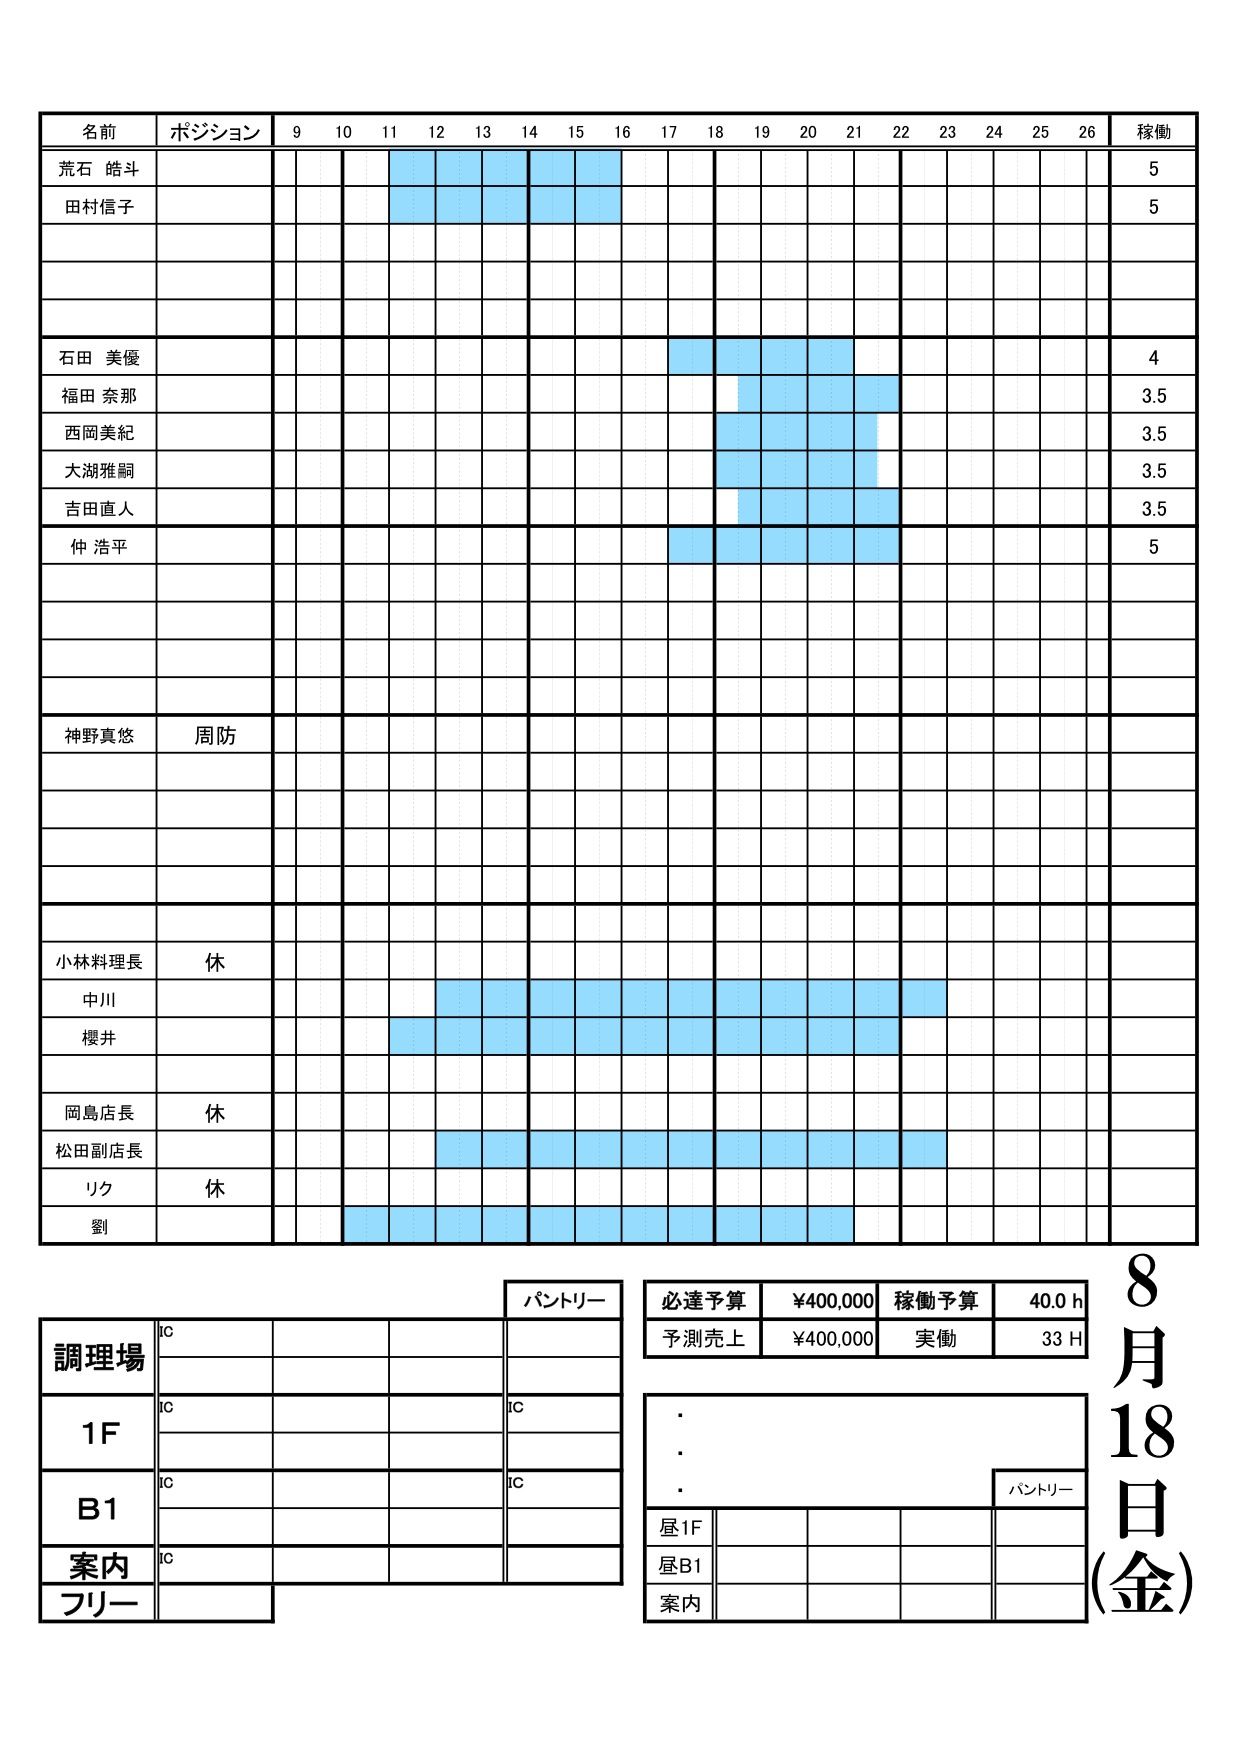 名前 ポジション 9 10 11 12 13 14 15 16 17 18 19 20 21 22 23 24 25 26 稼働
荒石 皓斗 5
田村信子 5
石田 美優 4
福田 奈那 3.5
西岡美紀 3.5
大湖雅嗣 3.5
吉田直人 3.5
仲 浩平 5
神野真悠 周防
小林料理長 休
中川
櫻井
岡島店長 休
松田副店長
リク 休
劉
パントリー
調理場 IC
1F IC IC
B1 IC IC
案内 IC
フリー
必達予算 ¥400,000 稼働予算 40.0 h
予測売上 ¥400,000 実働 33 H
・
・
・ パントリー
昼1F
昼B1
案内
8
月
18
日
(金)